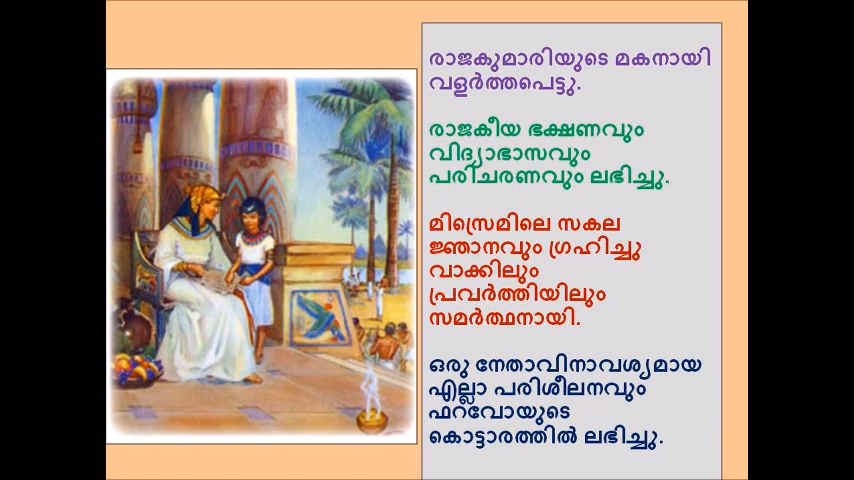 രാജകുമാരിയുടെ മകനായി
വളർത്തപെട്ടു.
രാജകീയ ഭക്ഷണവും
വിദ്യാഭാസവും
പരിചരണവും ലഭിച്ചു.
മിസ്രെമിലെ സകല
ജ്ഞാനവും ഗ്രഹിച്ചു
വാക്കിലും
പ്രവർത്തിയിലും
സമർത്ഥനായി.
ഒരു നേതാവിനാവശ്യമായ
എല്ലാ പരിശീലനവും
ഫറവോയുടെ
കൊട്ടാരത്തിൽ ലഭിച്ചു.